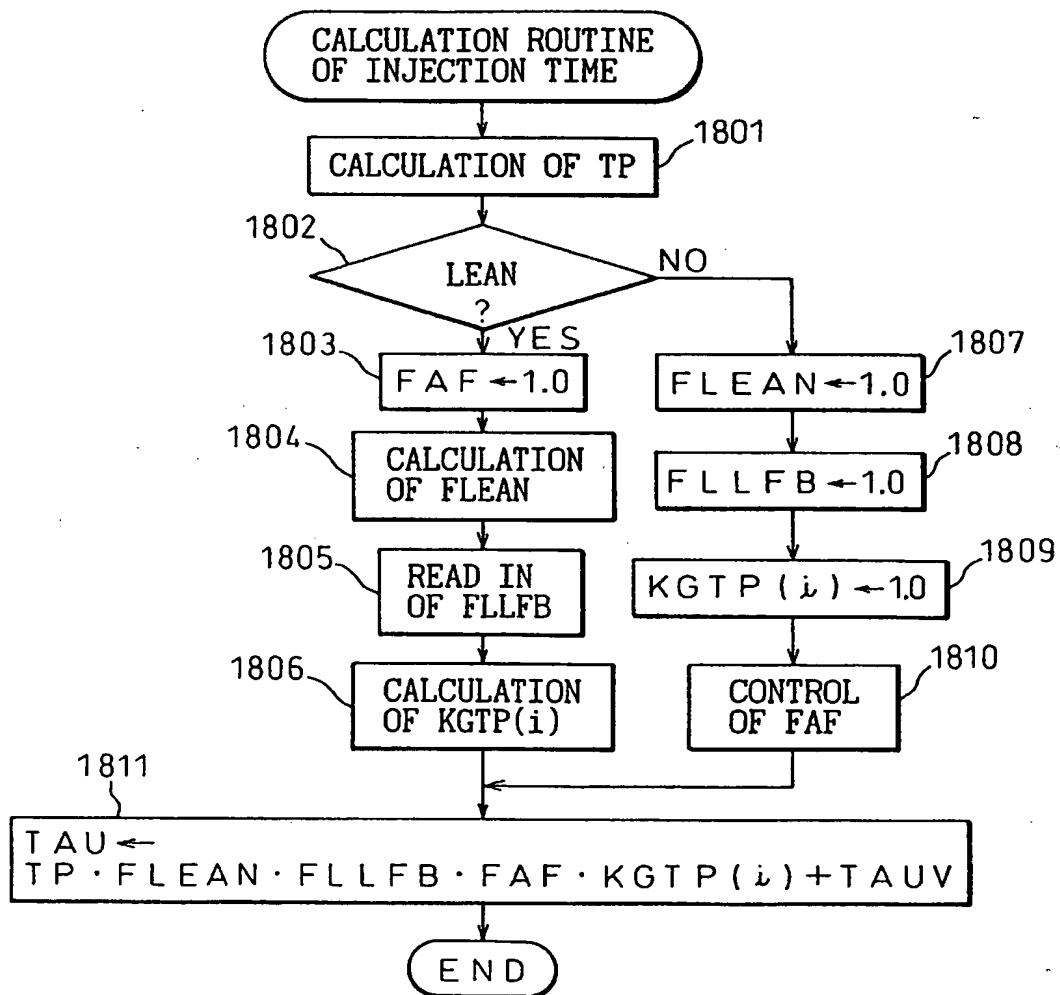 CALCULATION ROUTINE
OF INJECTION TIME
1801
CALCULATION OF TP
1802
LEAN
?
NO
YES
1803
FAF←1.0
1804
CALCULATION
OF FLEAN
1805
READ IN
OF FLLFB
1806
CALCULATION
OF KGTP(i)
1807
FLEAN←1.0
1808
FLLFB←1.0
1809
KGTP(i)←1.0
1810
CONTROL
OF FAF
1811
TAU←
TP・FLEAN・FLLFB・FAF・KGTP(i)+TAUV
END